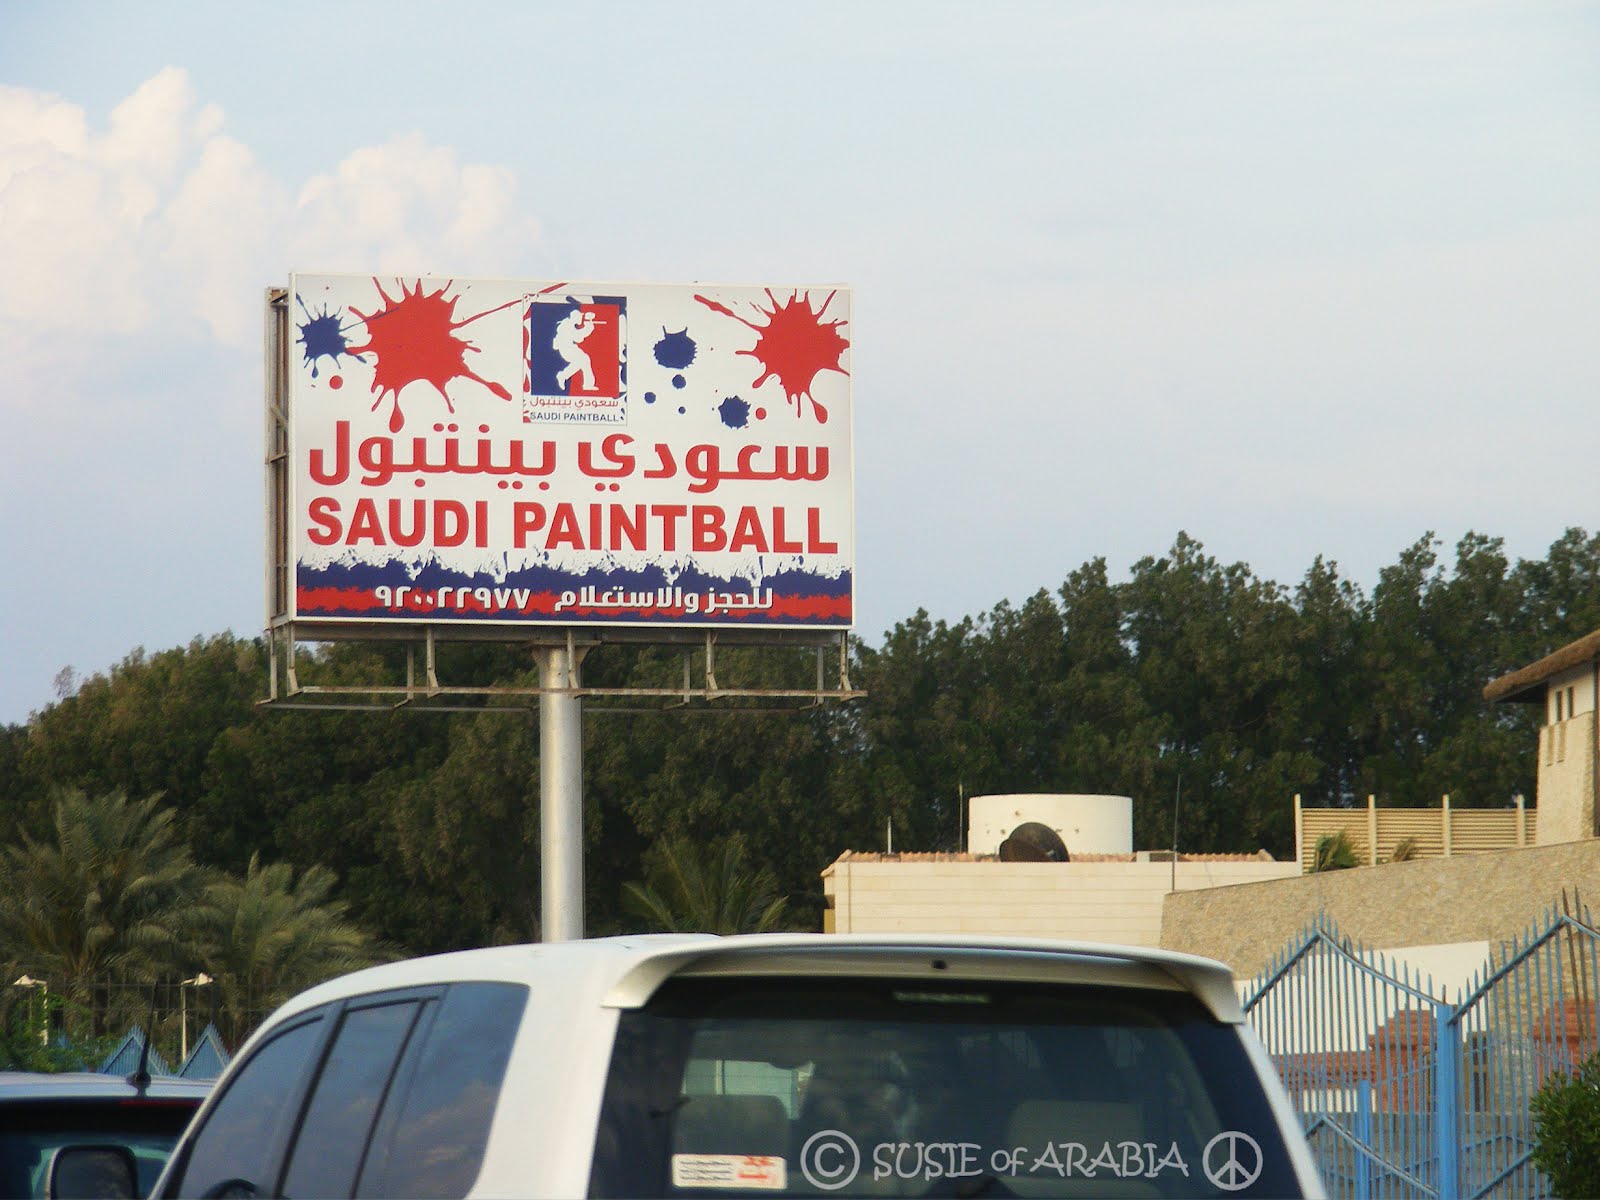 سعودي بينتبول
SAUDI PAINTBALL
سعودي بينتبول
SAUDI PAINTBALL
للحجز والاستعلام ٩٢٠٠٢٢٩٧٧
© SUSIE of ARABIA